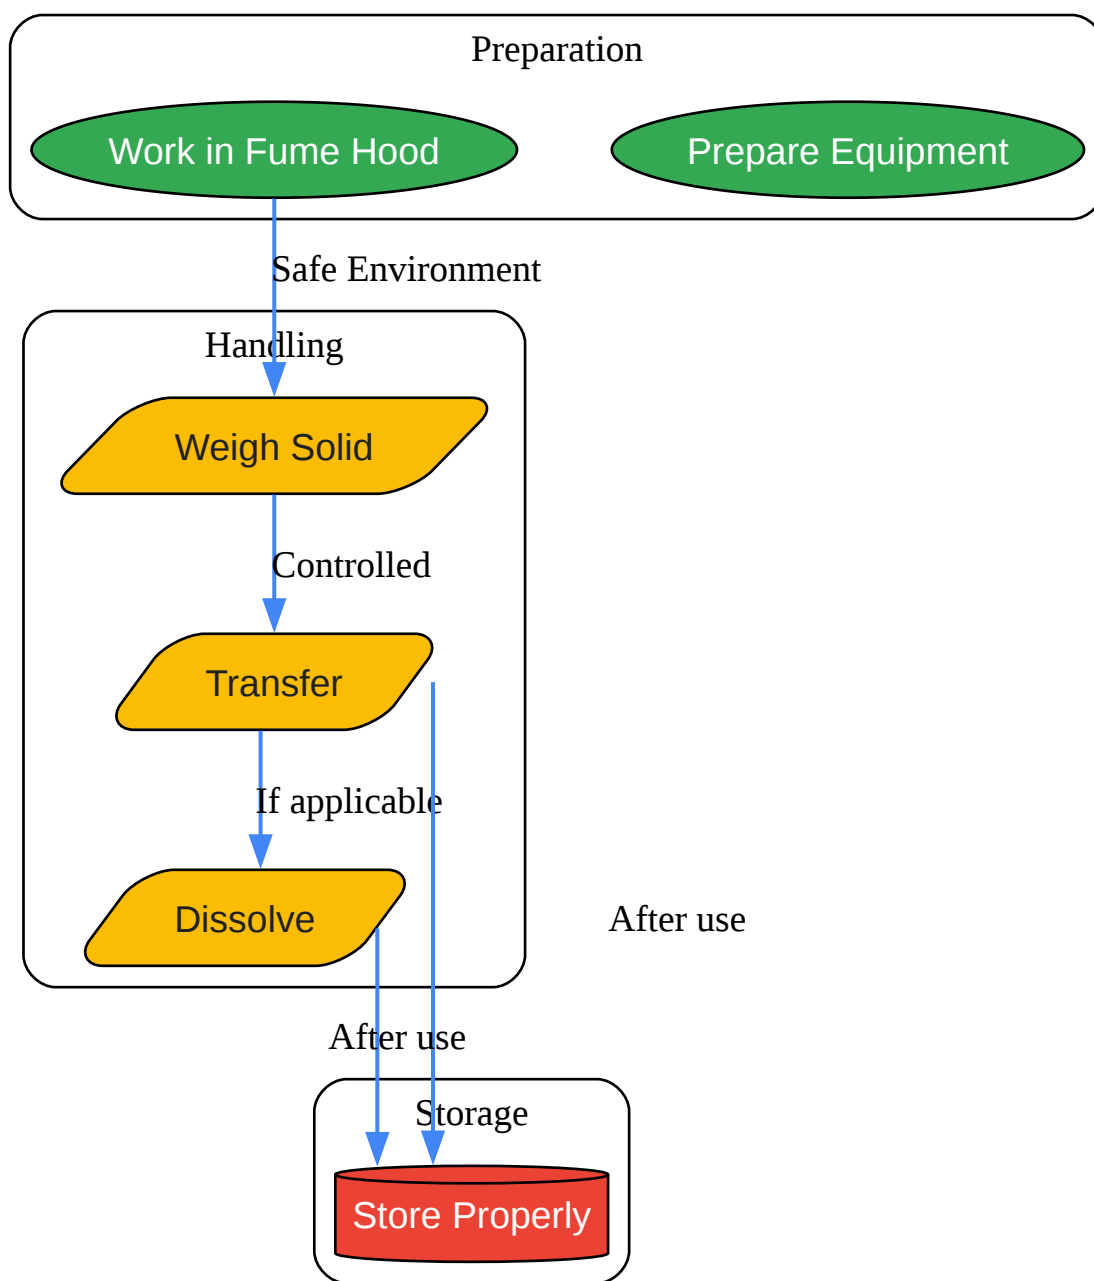 Preparation
Work in Fume Hood
Prepare Equipment
Safe Environment
Handling
Weigh Solid
Controlled
Transfer
If applicable
Dissolve
After use
After use
Storage
Store Properly